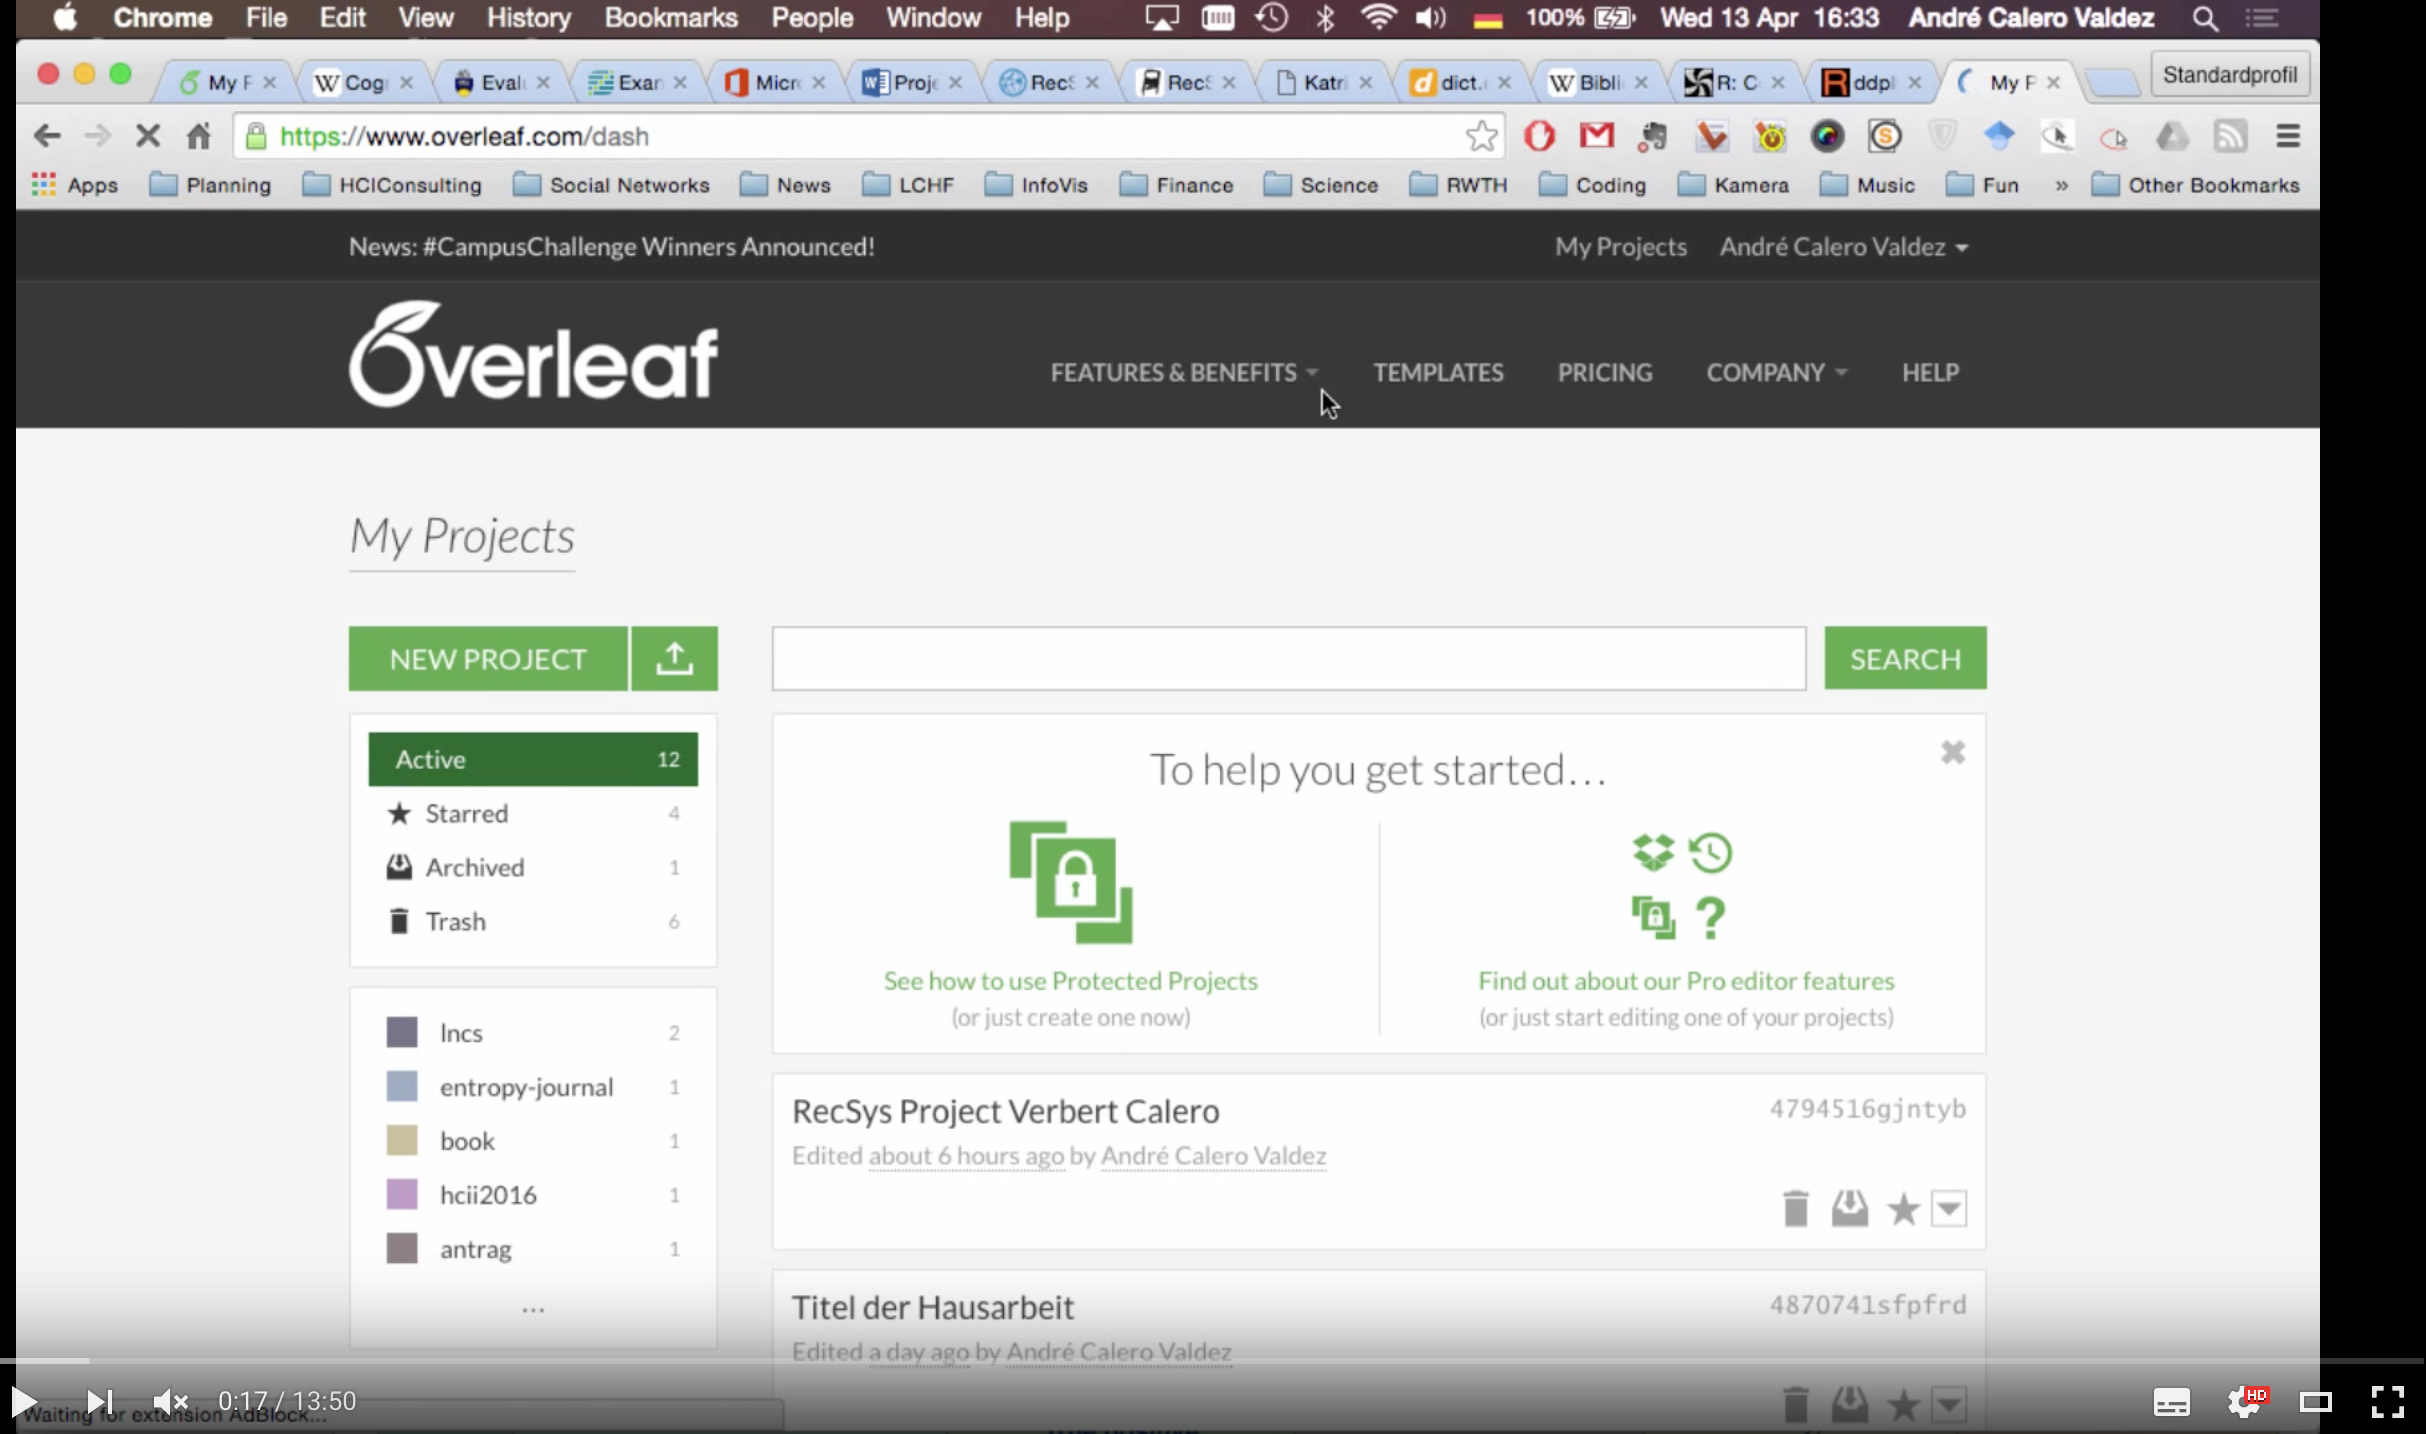 Chrome File Edit View History Bookmarks People Window Help 100% Wed 13 Apr 16:33 André Calero Valdez
My F Cog Eval Exan Micr Proje RecS RecS Katri dict. Bibli R: C ddpl My F Standardprofil
https://www.overleaf.com/dash
Apps Planning HCIConsulting Social Networks News LCHF InfoVis Finance Science RWTH Coding Kamera Music Fun » Other Bookmarks
News: #CampusChallenge Winners Announced! My Projects André Calero Valdez
Overleaf
FEATURES & BENEFITS TEMPLATES PRICING COMPANY HELP
My Projects
NEW PROJECT SEARCH
Active 12
Starred 4
Archived 1
Trash 6
lncs 2
entropy-journal 1
book 1
hcii2016 1
antrag 1
...
To help you get started...
See how to use Protected Projects
(or just create one now)
Find out about our Pro editor features
(or just start editing one of your projects)
RecSys Project Verbert Calero 4794516gjntyb
Edited about 6 hours ago by André Calero Valdez
Titel der Hausarbeit 4870741sfpfrd
Edited a day ago by André Calero Valdez
0:17 / 13:50 HD
Waiting for extension AdBlock...